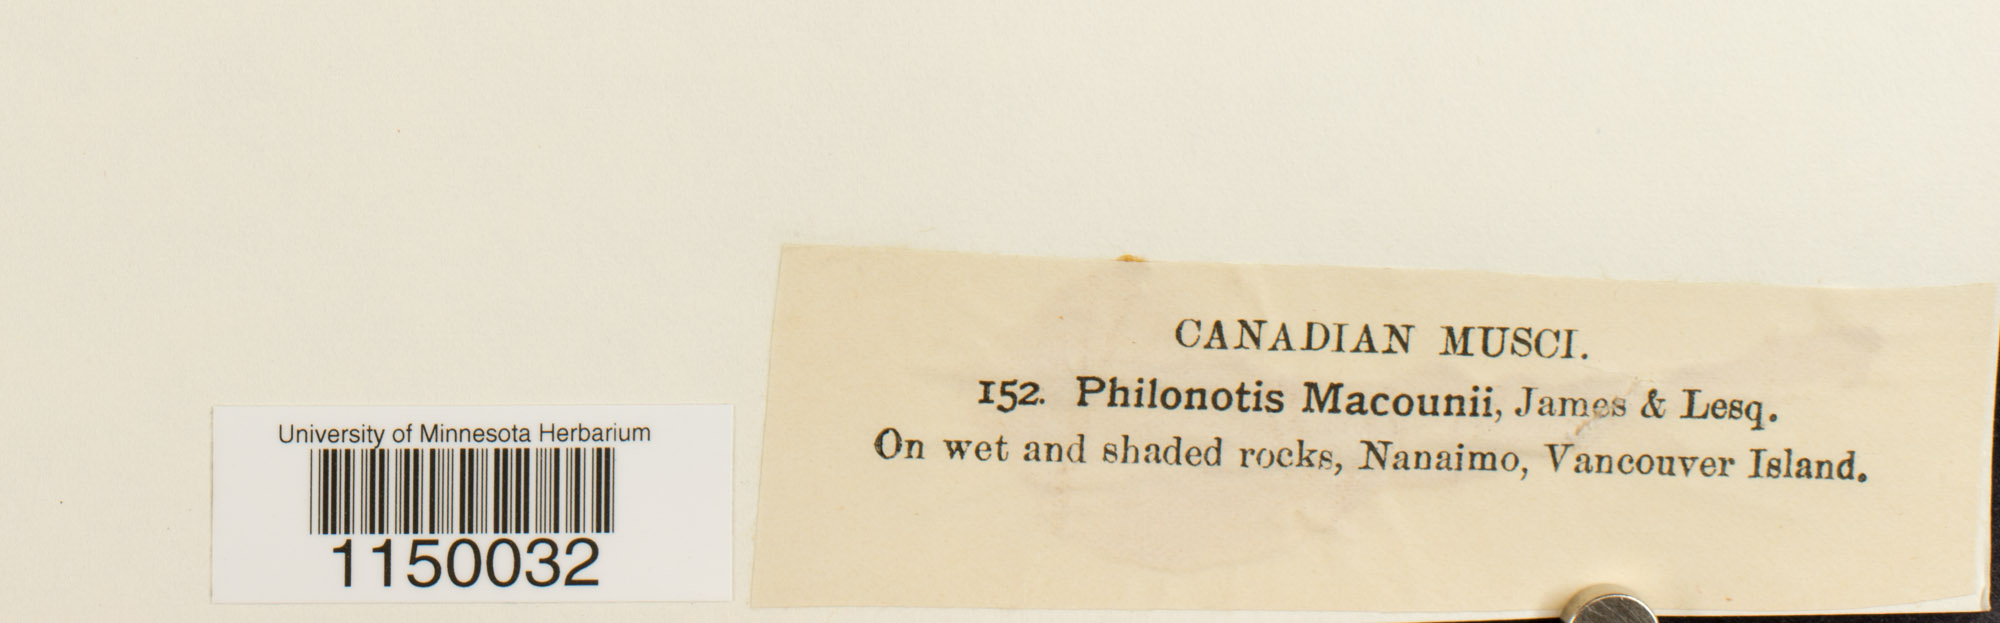 CANADIAN MUSCI.
152. Philonotis Macounii, James & Lesq.
On wet and shaded rocks, Nanaimo, Vancouver Island.
University of Minnesota Herbarium
1150032